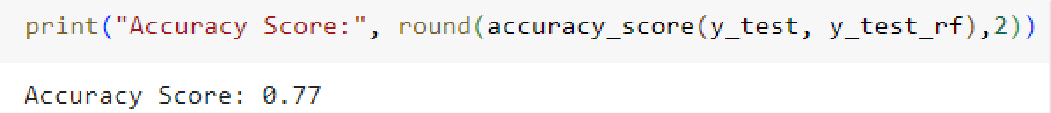 print("Accuracy Score:", round(accuracy_score(y_test, y_test_rf),2))
Accuracy Score: 0.77